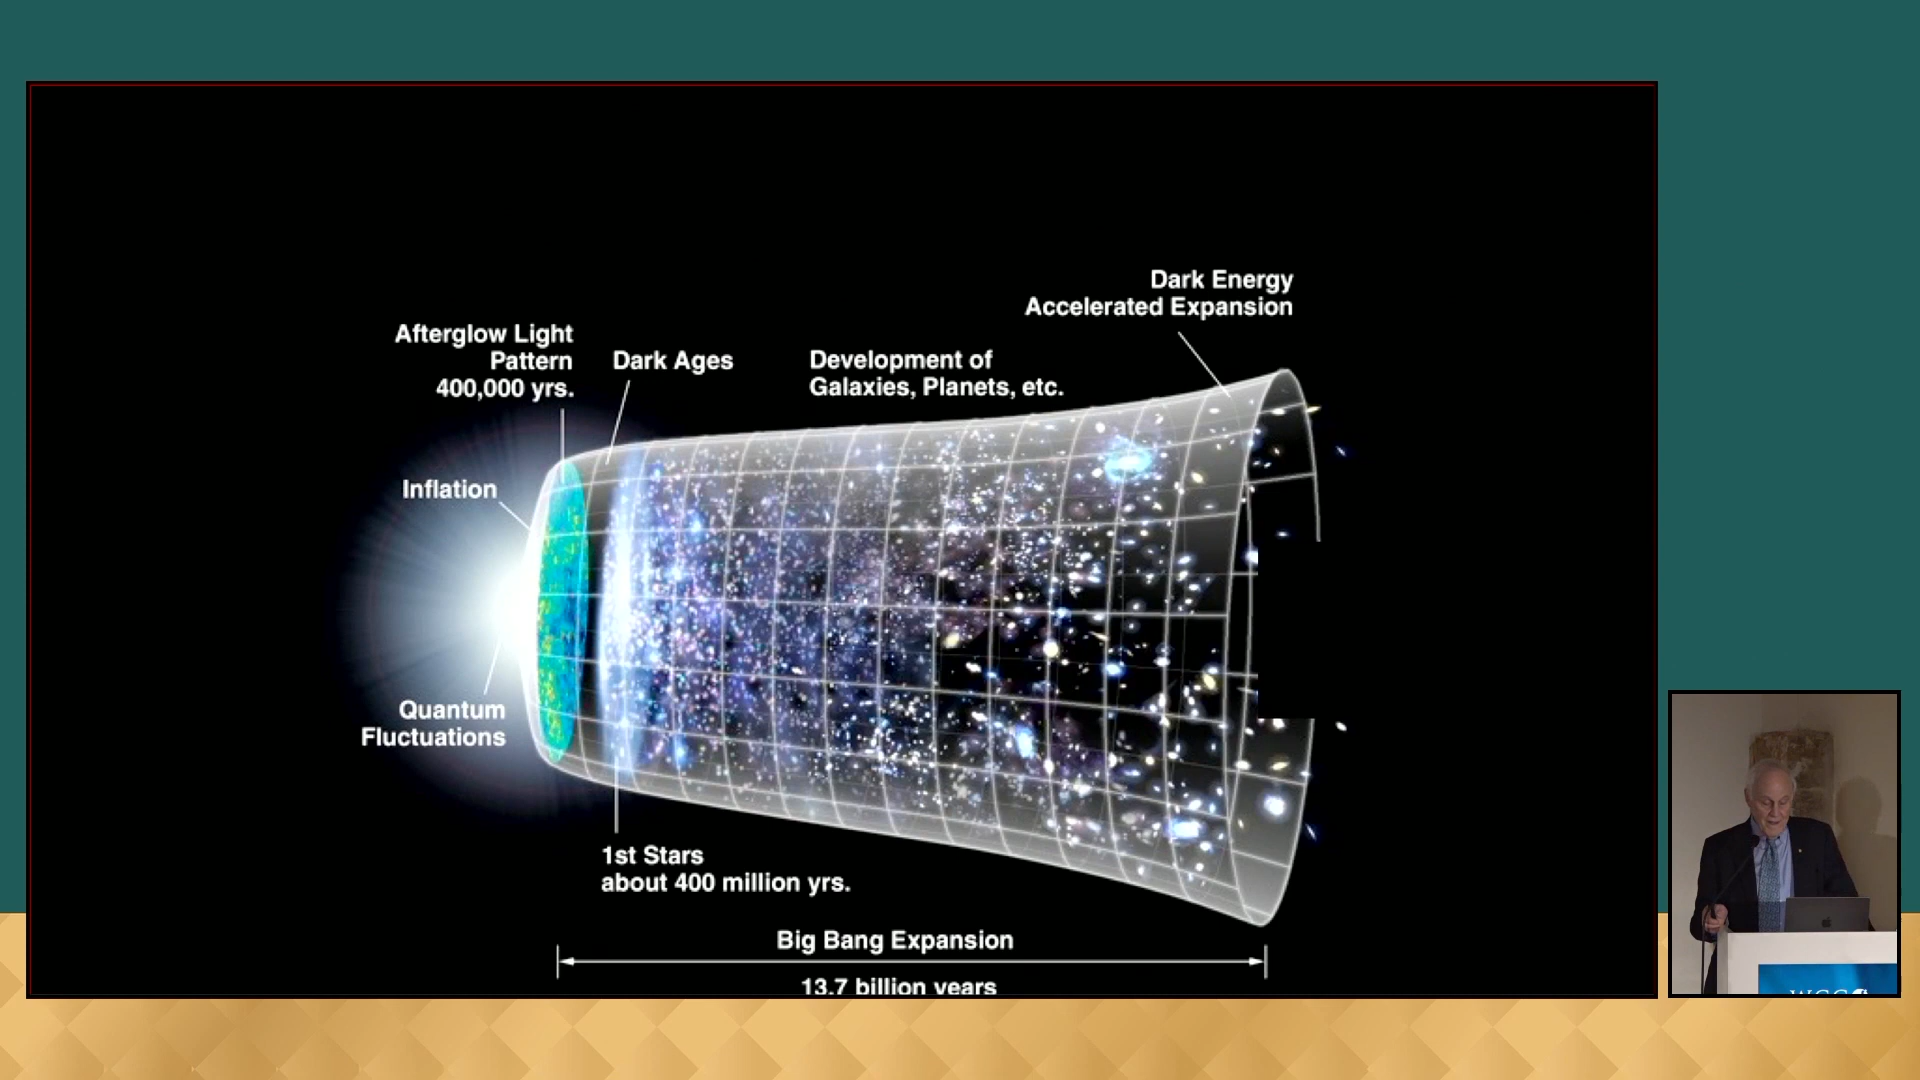 Dark Energy
Accelerated Expansion
Afterglow Light
Pattern
400,000 yrs.
Dark Ages
Development of
Galaxies, Planets, etc.
Inflation
Quantum
Fluctuations
1st Stars
about 400 million yrs.
Big Bang Expansion
13.7 billion years